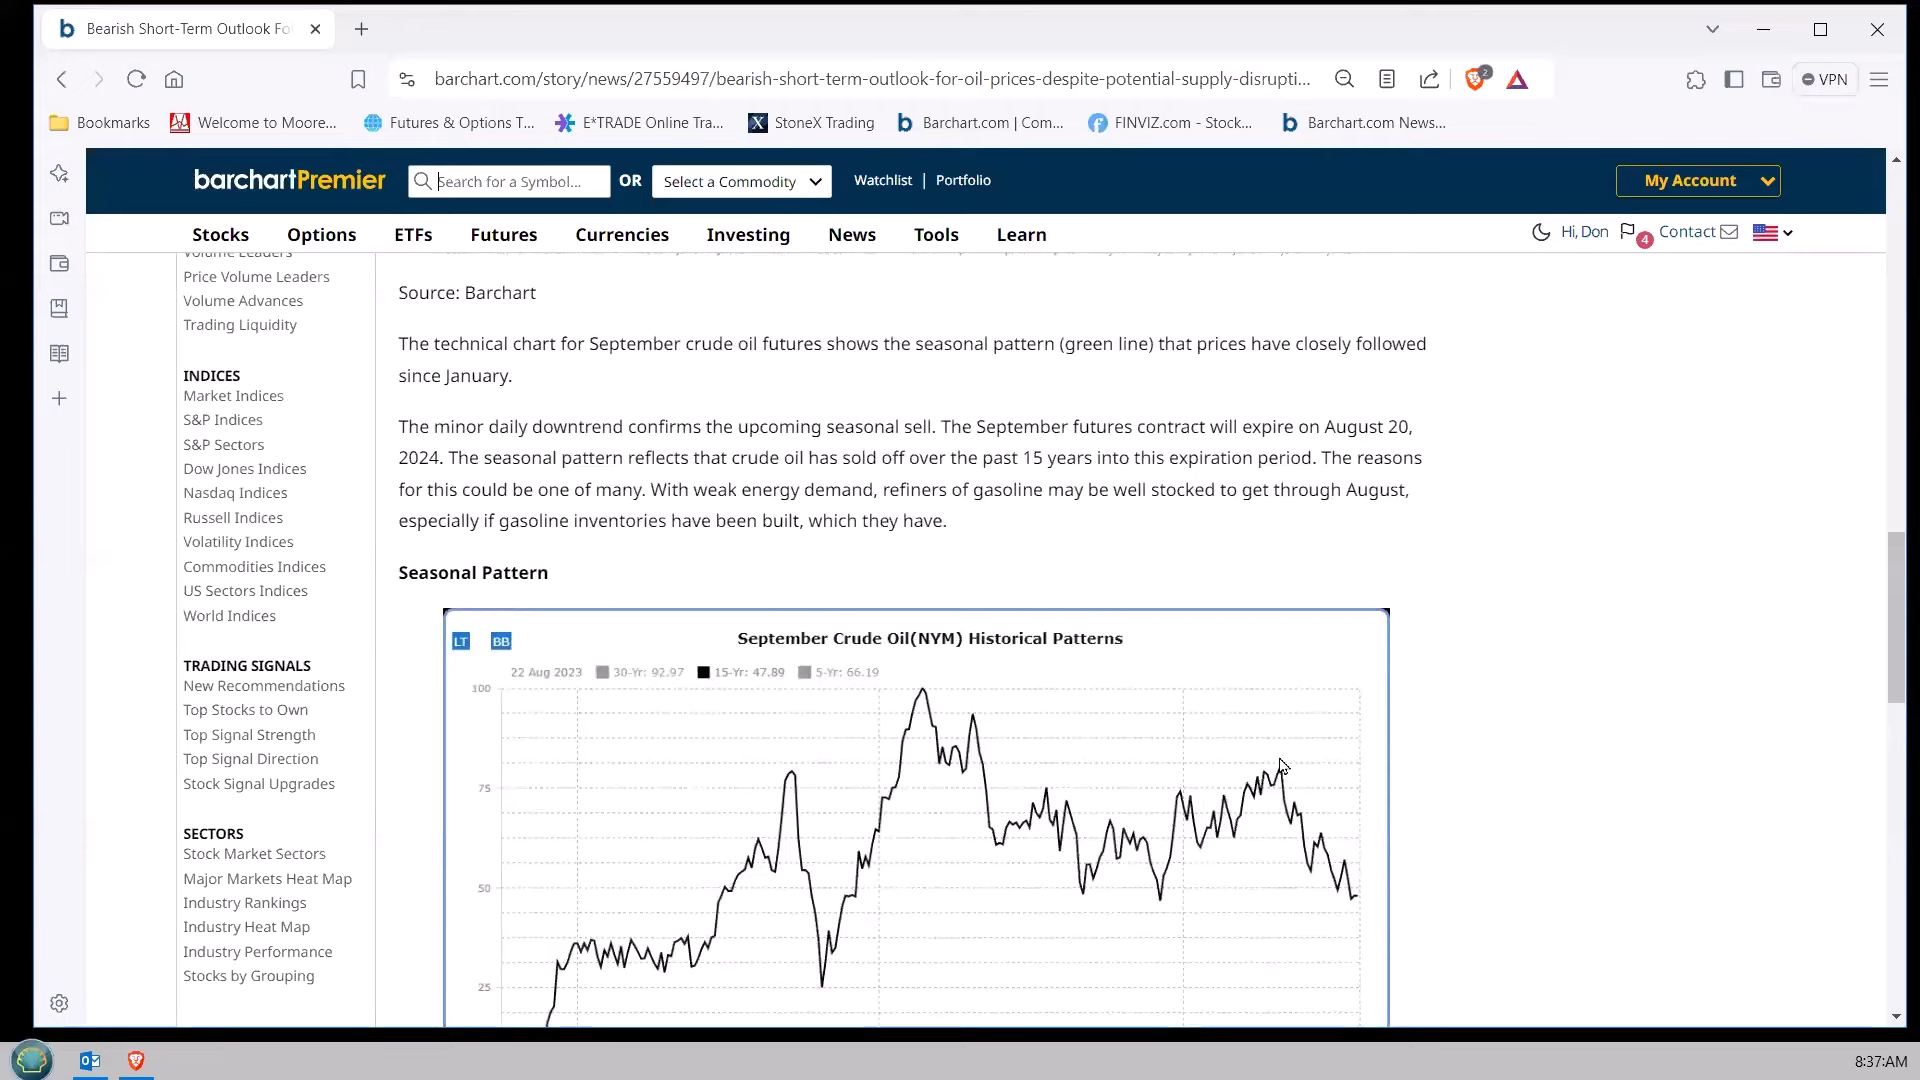 Bearish Short-Term Outlook Fo
barchart.com/story/news/27559497/bearish-short-term-outlook-for-oil-prices-despite-potential-supply-disrupti...
2
VPN
Bookmarks
Welcome to Moore...
Futures & Options T...
E*TRADE Online Tra...
StoneX Trading
Barchart.com | Com...
FINVIZ.com - Stock...
Barchart.com News...
barchartPremier
Search for a Symbol...
OR
Select a Commodity
Watchlist | Portfolio
My Account
Stocks
Options
ETFs
Futures
Currencies
Investing
News
Tools
Learn
Hi, Don
4
Contact
Volume Leaders
Price Volume Leaders
Volume Advances
Trading Liquidity
INDICES
Market Indices
S&P Indices
S&P Sectors
Dow Jones Indices
Nasdaq Indices
Russell Indices
Volatility Indices
Commodities Indices
US Sectors Indices
World Indices
TRADING SIGNALS
New Recommendations
Top Stocks to Own
Top Signal Strength
Top Signal Direction
Stock Signal Upgrades
SECTORS
Stock Market Sectors
Major Markets Heat Map
Industry Rankings
Industry Heat Map
Industry Performance
Stocks by Grouping
Source: Barchart
The technical chart for September crude oil futures shows the seasonal pattern (green line) that prices have closely followed
since January.
The minor daily downtrend confirms the upcoming seasonal sell. The September futures contract will expire on August 20,
2024. The seasonal pattern reflects that crude oil has sold off over the past 15 years into this expiration period. The reasons
for this could be one of many. With weak energy demand, refiners of gasoline may be well stocked to get through August,
especially if gasoline inventories have been built, which they have.
Seasonal Pattern
LT
BB
September Crude Oil(NYM) Historical Patterns
22 Aug 2023
30-Yr: 92.97
15-Yr: 47.89
5-Yr: 66.19
100
75
50
25
8:37:AM